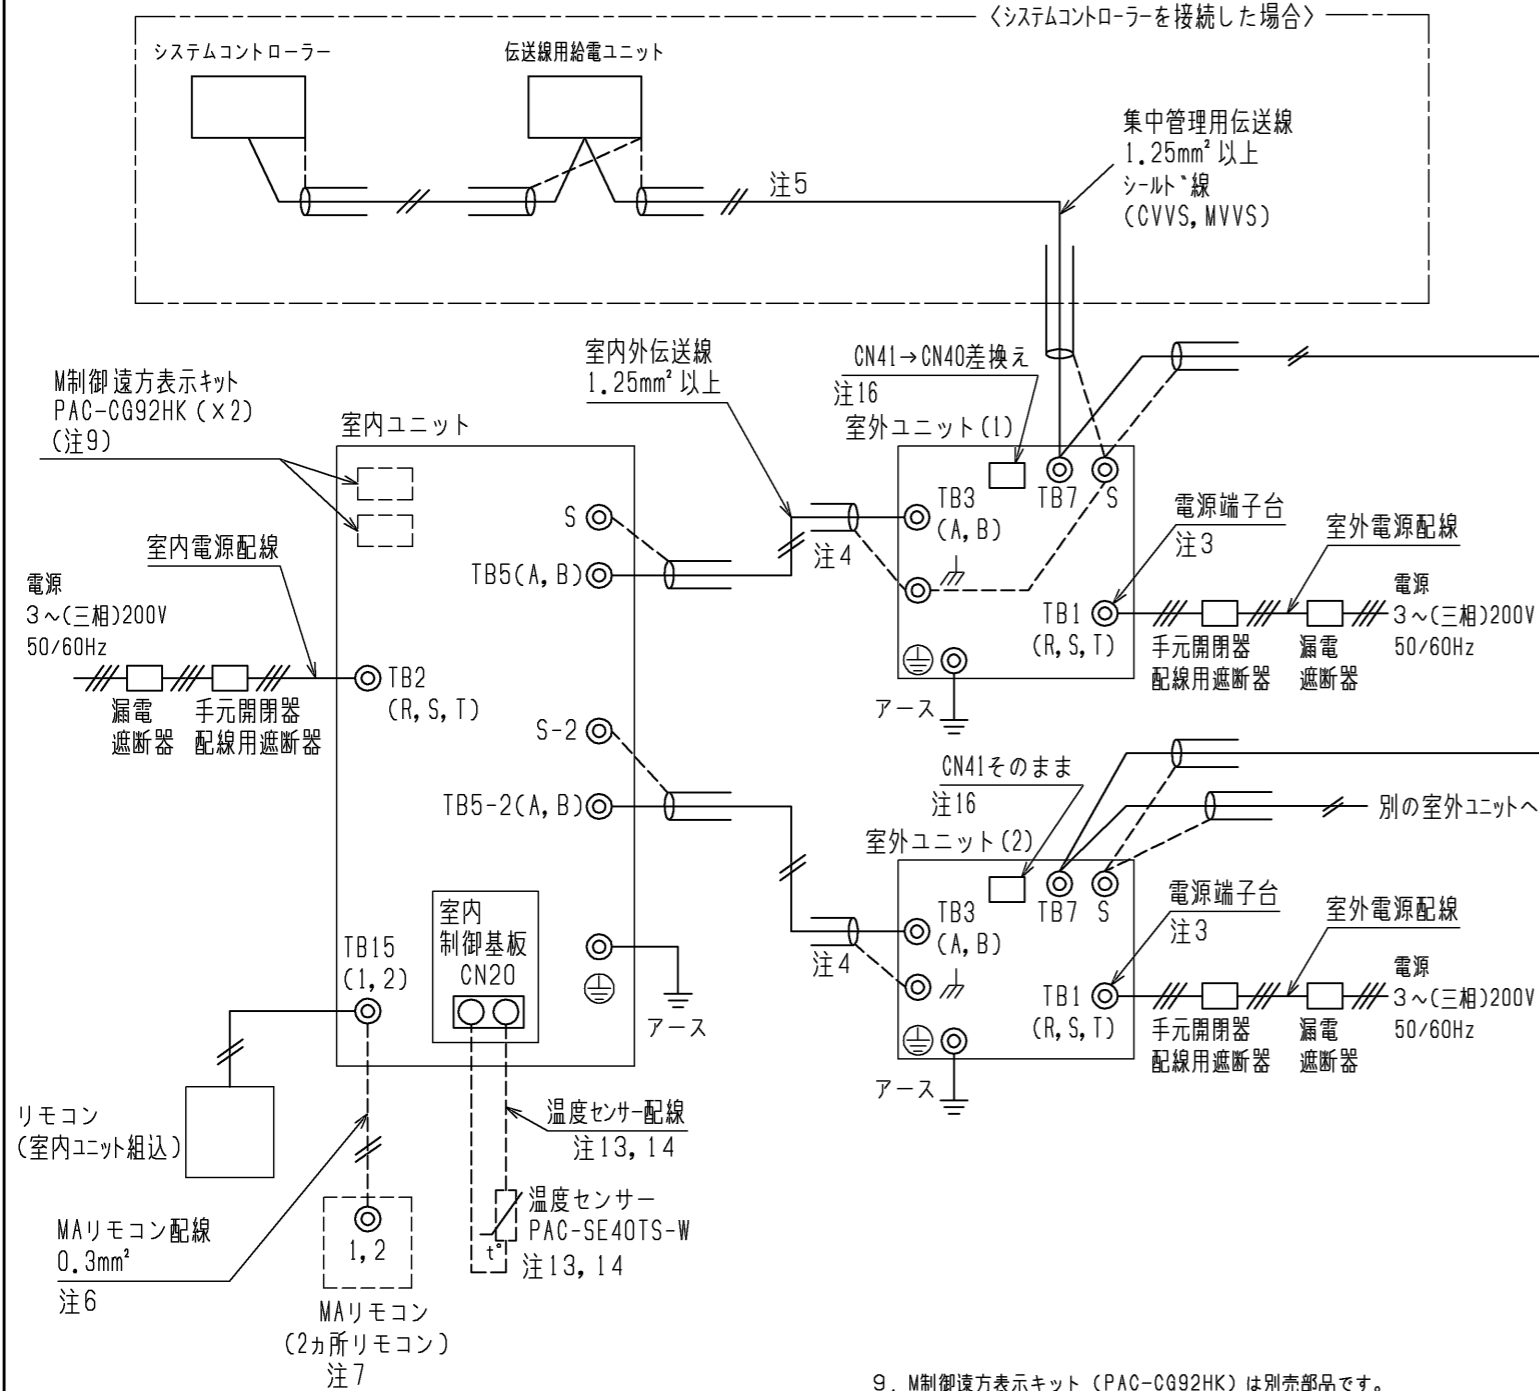 〈システムコントローラーを接続した場合〉
システムコントローラー
伝送線用給電ユニット
集中管理用伝送線
1.25mm²以上
シールド線
(CVVS,MVVS)
注5
室内外伝送線
1.25mm²以上
CN41→CN40差換え
注16
室外ユニット(1)
M制御遠方表示キット
PAC-CG92HK(×2)
(注9)
室内ユニット
S
TB5(A,B)
注4
TB3
(A,B)
TB7
S
電源端子台
注3
室外電源配線
TB1
(R,S,T)
手元開閉器
配線用遮断器
漏電
遮断器
電源
3~(三相)200V
50/60Hz
アース
室内電源配線
電源
3~(三相)200V
50/60Hz
漏電
遮断器
手元開閉器
配線用遮断器
TB2
(R,S,T)
S-2
TB5-2(A,B)
CN41そのまま
注16
室外ユニット(2)
別の室外ユニットへ
TB3
(A,B)
注4
TB7
S
電源端子台
注3
室外電源配線
TB1
(R,S,T)
手元開閉器
配線用遮断器
漏電
遮断器
電源
3~(三相)200V
50/60Hz
アース
TB15
(1,2)
室内
制御基板
CN20
アース
リモコン
(室内ユニット組込)
温度センサー配線
注13,14
温度センサー
PAC-SE40TS-W
注13,14
t°
MAリモコン配線
0.3mm²
注6
1,2
MAリモコン
(2ヵ所リモコン)
注7
9. M制御遠方表示キット(PAC-CG92HK)は別売部品です。